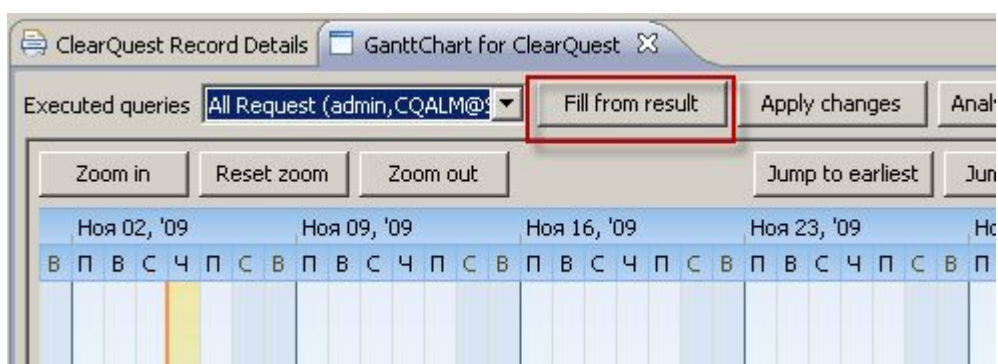 ClearQuest Record Details GanttChart for ClearQuest
Executed queries All Request (admin,CQALM@ Fill from result Apply changes
Zoom in Reset zoom Zoom out Jump to earliest
Ноя 02, '09 Ноя 09, '09 Ноя 16, '09 Ноя 23, '09
В П В С Ч П С В П В С Ч П С В П В С Ч П С В П В С Ч П С В П